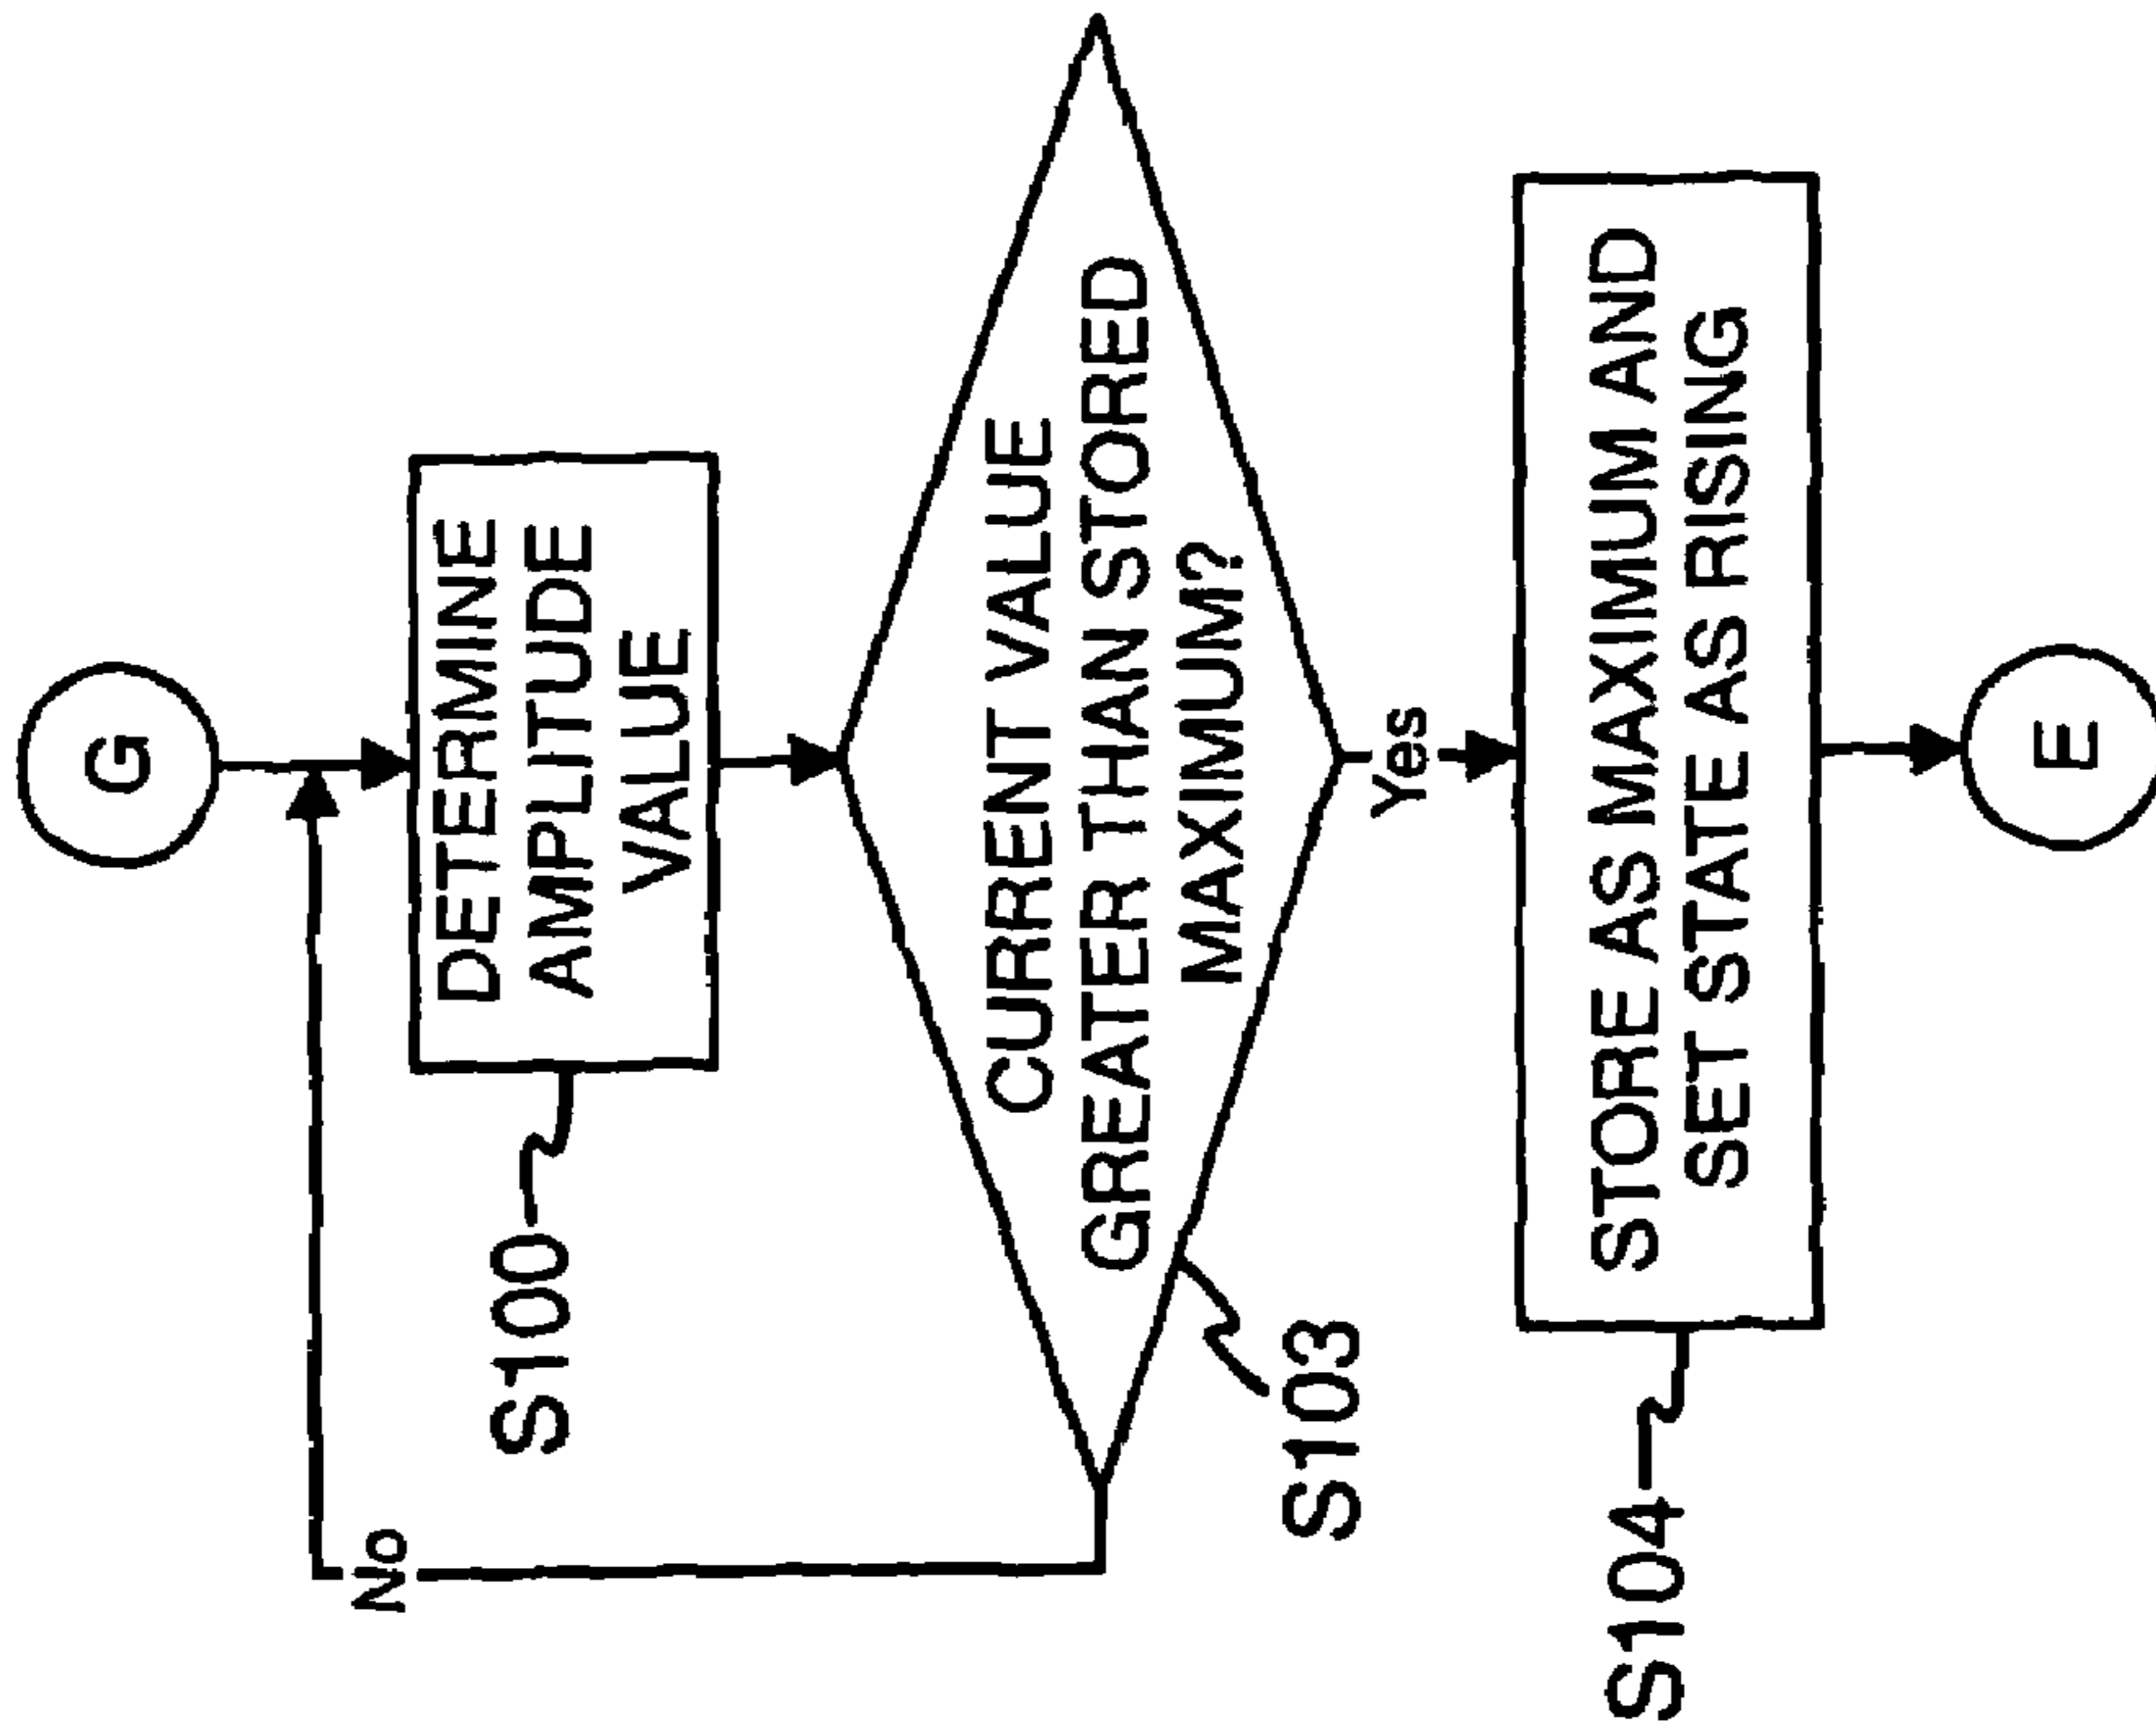 G
DETERMINE
AMPLITUDE
VALUE
S100
CURRENT VALUE
GREATER THAN STORED
MAXIMUM?
S103
No
Yes
STORE AS MAXIMUM AND
SET STATE AS RISING
S104
E